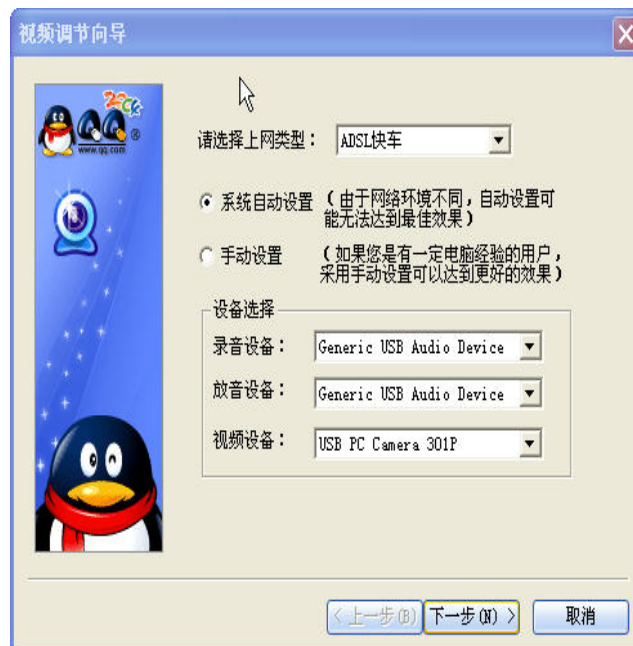 视频调节向导
2004
QQ®
www.qq.com
请选择上网类型： ADSL快车
系统自动设置 （由于网络环境不同，自动设置可
能无法达到最佳效果）
手动设置 （如果您是有一定电脑经验的用户，
采用手动设置可以达到更好的效果）
设备选择
录音设备： Generic USB Audio Device
放音设备： Generic USB Audio Device
视频设备： USB PC Camera 301P
< 上一步(B) 下一步(N) > 取消